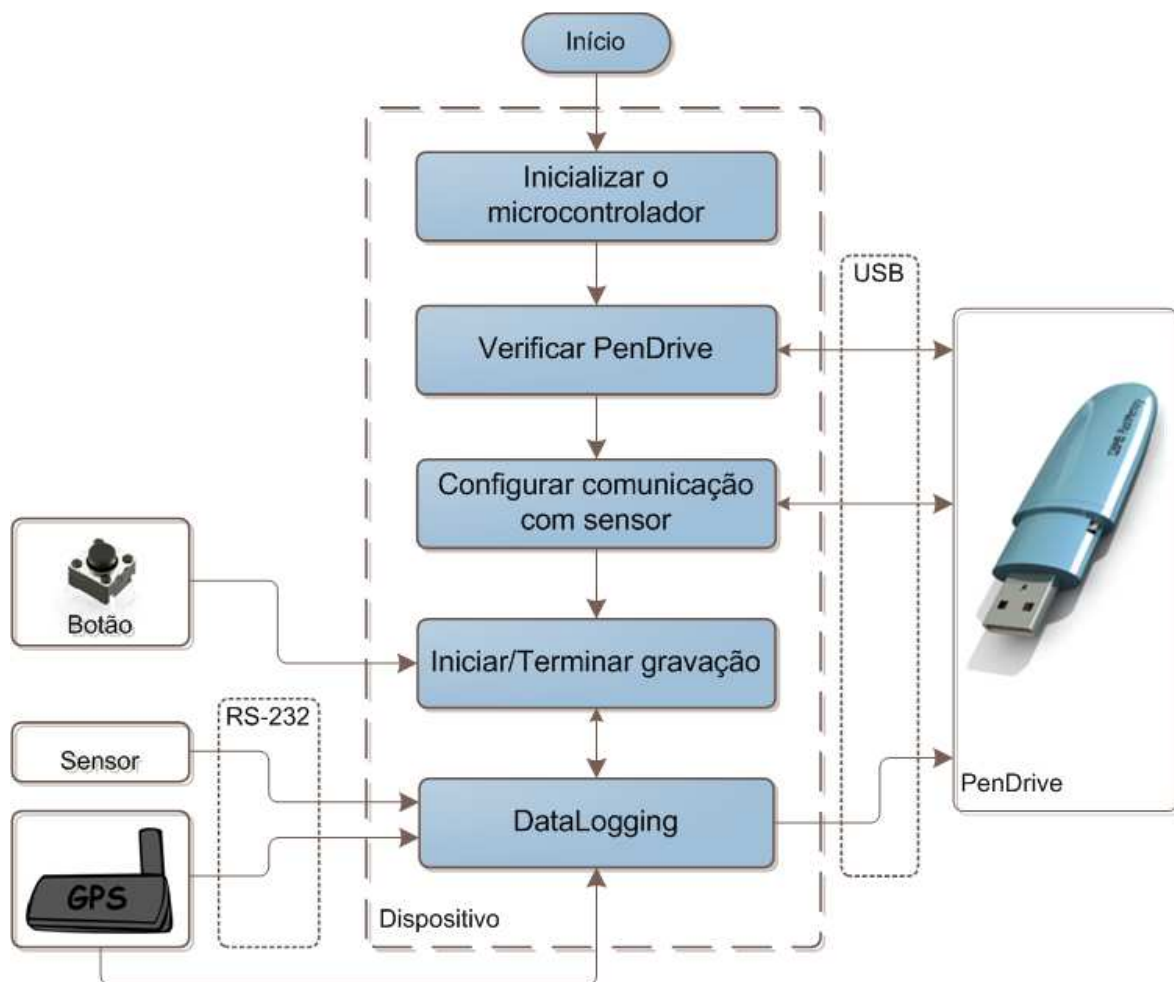 Início
Inicializar o
microcontrolador
USB
Verificar PenDrive
Configurar comunicação
com sensor
Botão
Iniciar/Terminar gravação
RS-232
Sensor
PenDrive
DataLogging
GPS
Dispositivo